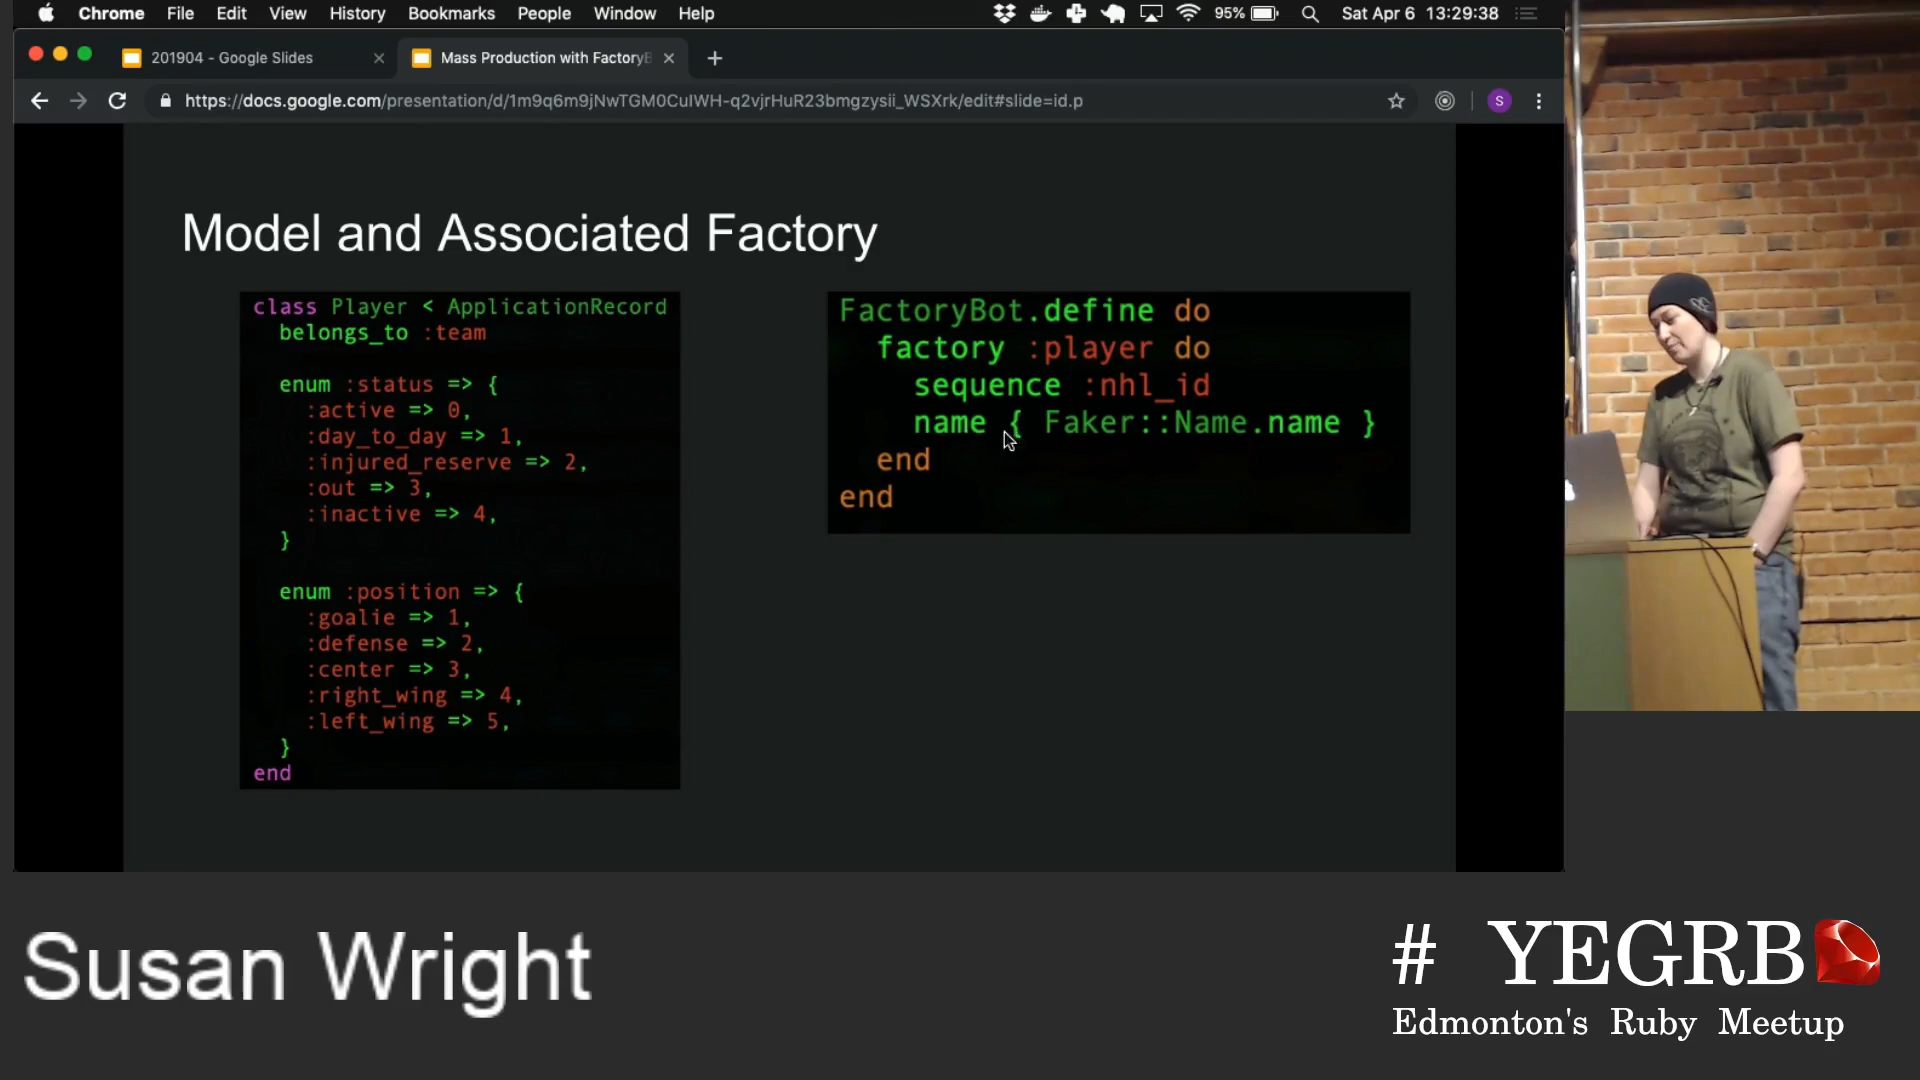 Chrome File Edit View History Bookmarks People Window Help 95% Sat Apr 6 13:29:38
201904 - Google Slides Mass Production with FactoryB
https://docs.google.com/presentation/d/1m9q6m9jNwTGM0CuIWH-q2vjrHuR23bmgzysii_WSXrk/edit#slide=id.p S
Model and Associated Factory
class Player < ApplicationRecord
belongs_to :team
enum :status => {
:active => 0,
:day_to_day => 1,
:injured_reserve => 2,
:out => 3,
:inactive => 4,
}
enum :position => {
:goalie => 1,
:defense => 2,
:center => 3,
:right_wing => 4,
:left_wing => 5,
}
end
FactoryBot.define do
factory :player do
sequence :nhl_id
name { Faker::Name.name }
end
end
Susan Wright
# YEGRB
Edmonton's Ruby Meetup